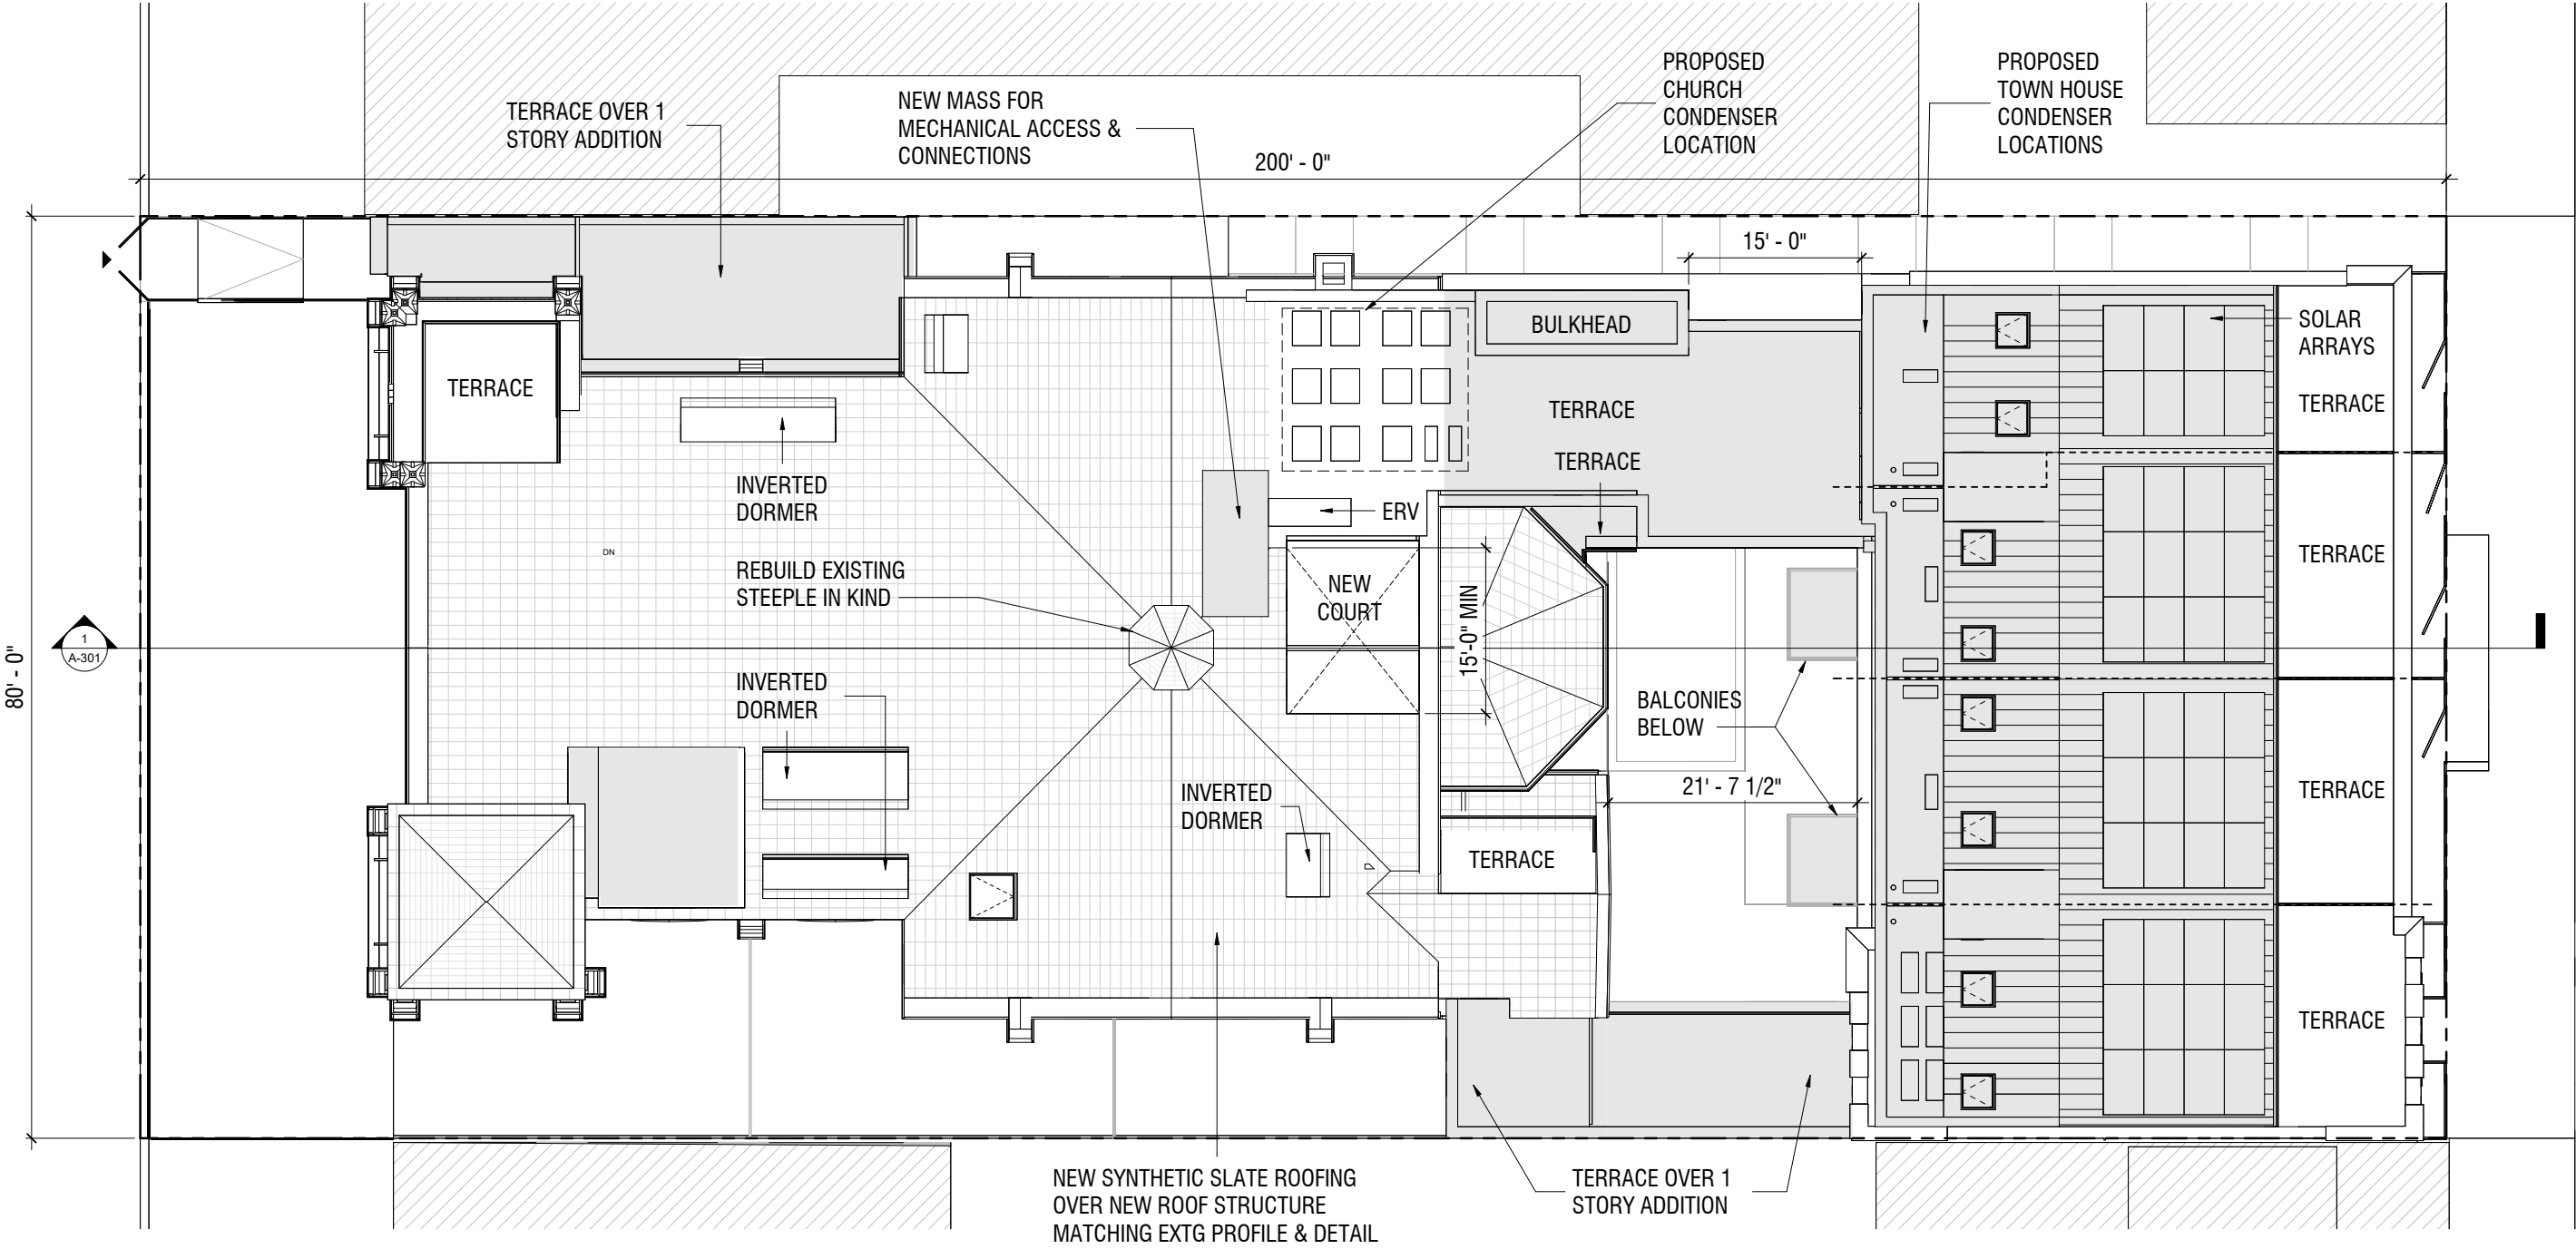 PROPOSED
CHURCH
CONDENSER
LOCATION
PROPOSED
TOWN HOUSE
CONDENSER
LOCATIONS
NEW MASS FOR
MECHANICAL ACCESS &
CONNECTIONS
TERRACE OVER 1
STORY ADDITION
200' - 0"
15' - 0"
BULKHEAD
SOLAR
ARRAYS
TERRACE
TERRACE
TERRACE
TERRACE
INVERTED
DORMER
ERV
DN
TERRACE
REBUILD EXISTING
STEEPLE IN KIND
NEW
COURT
15'-0" MIN
1
A-301
80' - 0"
INVERTED
DORMER
BALCONIES
BELOW
21' - 7 1/2"
TERRACE
INVERTED
DORMER
TERRACE
TERRACE
NEW SYNTHETIC SLATE ROOFING
OVER NEW ROOF STRUCTURE
MATCHING EXTG PROFILE & DETAIL
TERRACE OVER 1
STORY ADDITION